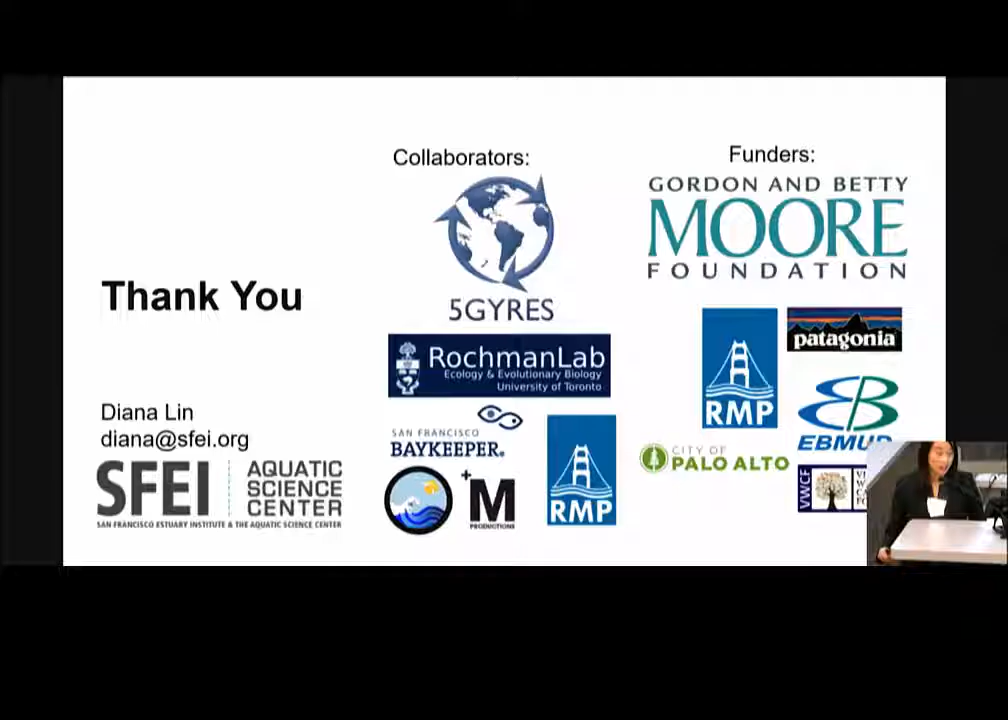 Thank You
Diana Lin
diana@sfei.org
SFEI
AQUATIC
SCIENCE
CENTER
SAN FRANCISCO ESTUARY INSTITUTE & THE AQUATIC SCIENCE CENTER
Collaborators:
5GYRES
RochmanLab
Ecology & Evolutionary Biology
University of Toronto
SAN FRANCISCO
BAYKEEPER.
+M
PRODUCTIONS
RMP
Funders:
GORDON AND BETTY
MOORE
FOUNDATION
RMP
patagonia
EBMUD
CITY OF
PALO ALTO
VWCF